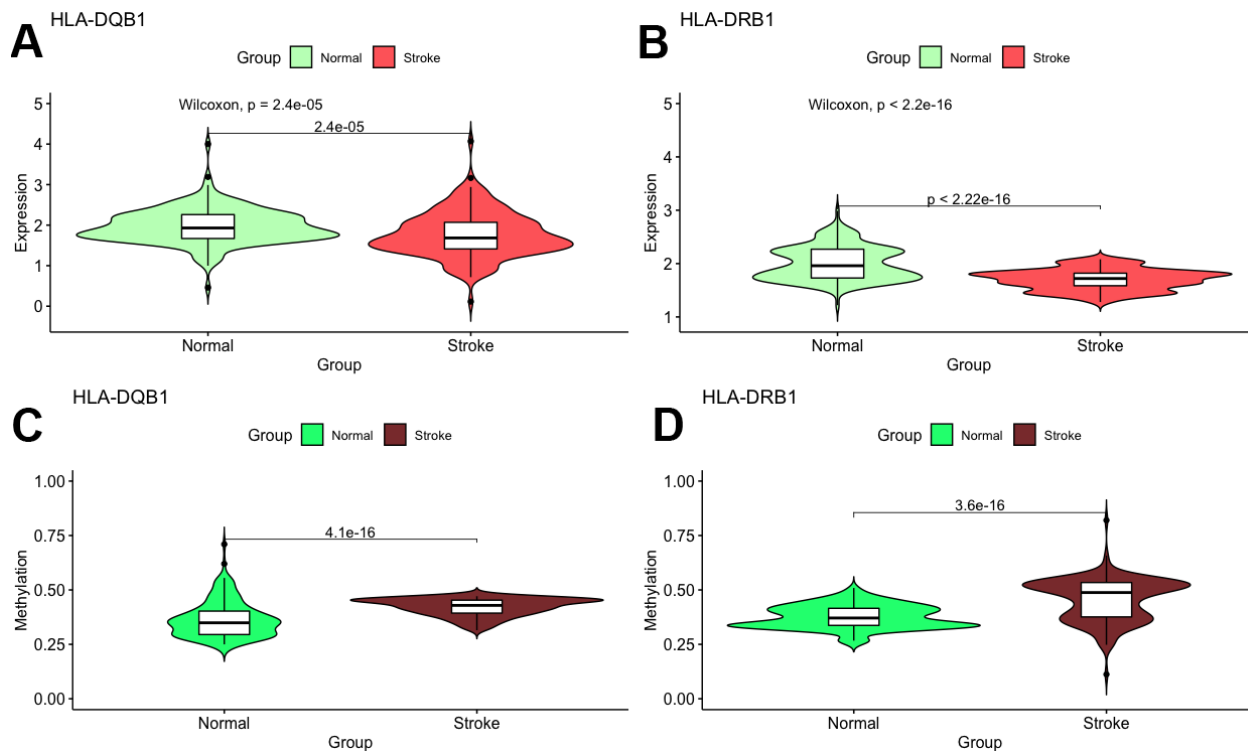 A
HLA-DQB1
Group Normal Stroke
Wilcoxon, p = 2.4e-05
2.4e-05
5
4
3
2
1
0
Expression
Normal Stroke
Group
B
HLA-DRB1
Group Normal Stroke
Wilcoxon, p < 2.2e-16
p < 2.22e-16
5
4
3
2
1
Expression
Normal Stroke
Group
C
HLA-DQB1
Group Normal Stroke
4.1e-16
1.00
0.75
0.50
0.25
0.00
Methylation
Normal Stroke
Group
D
HLA-DRB1
Group Normal Stroke
3.6e-16
1.00
0.75
0.50
0.25
0.00
Methylation
Normal Stroke
Group